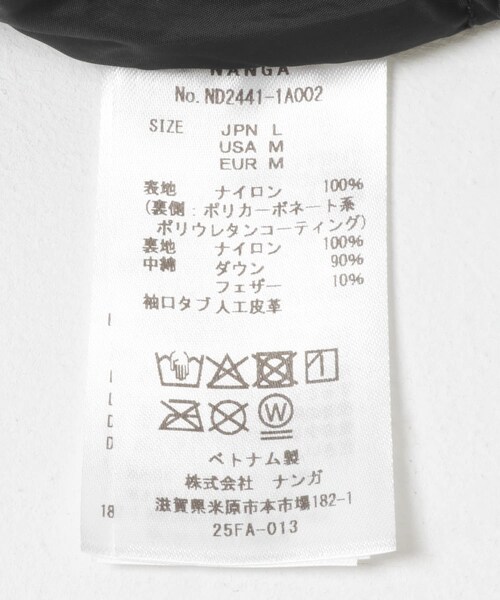 NANGA
No. ND2441-1A002
SIZE JPN L
USA M
EUR M
表地 ナイロン 100%
(裏側:ポリカーボネート系
ポリウレタンコーティング)
裏地 ナイロン 100%
中綿 ダウン 90%
フェザー 10%
袖口タブ 人工皮革
W
ベトナム製
株式会社 ナンガ
滋賀県米原市本市場182-1
25FA-013
18